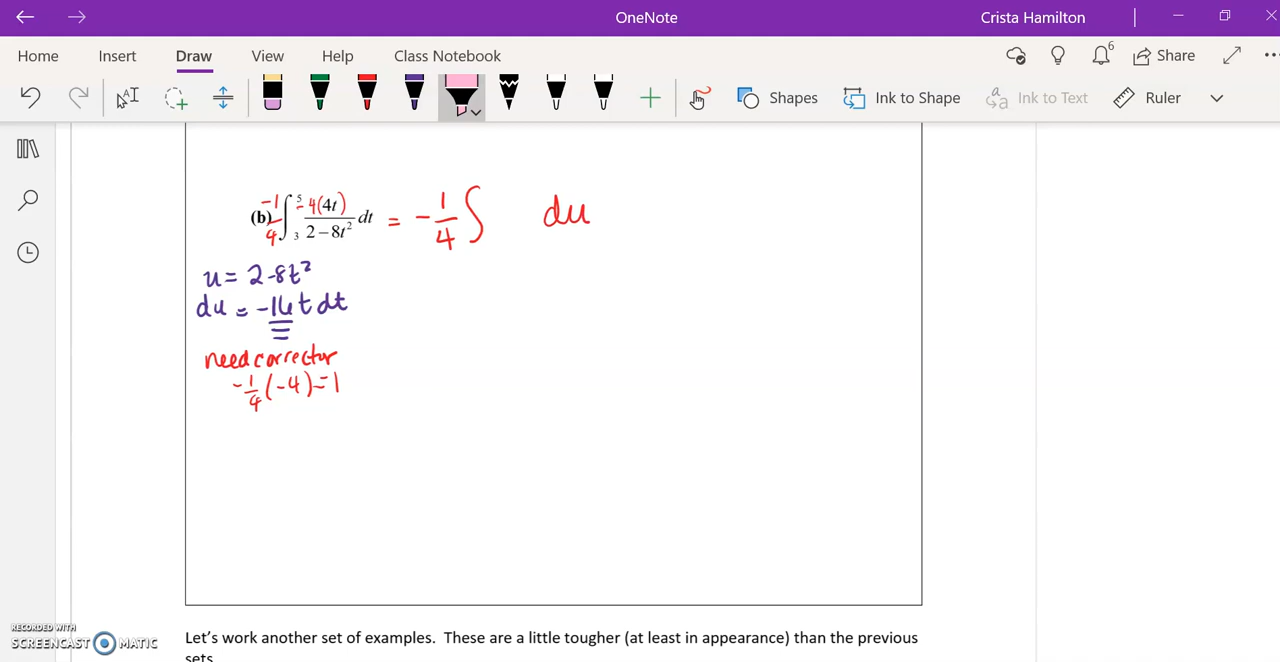 OneNote
Crista Hamilton
Home Insert Draw View Help Class Notebook
6
Share
Shapes
Ink to Shape
Ink to Text
Ruler
(b) -1/4 ∫₃⁵ -4(4t)/(2-8t²) dt = -1/4 ∫ du
u = 2-8t²
du = -16t dt
need corrector
-1/4(-4)=1
Let's work another set of examples. These are a little tougher (at least in appearance) than the previous
sets.
RECORDED WITH
SCREENCAST MATIC